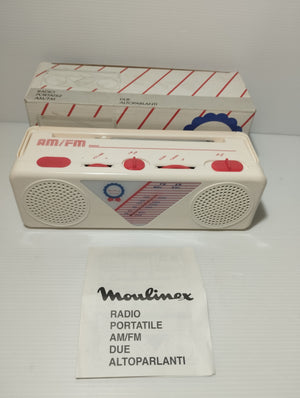 RADIO
PORTATILE
AM/FM
DUE
ALTOPARLANTI
AM/FM
Moulinex
RADIO
PORTATILE
AM/FM
DUE
ALTOPARLANTI